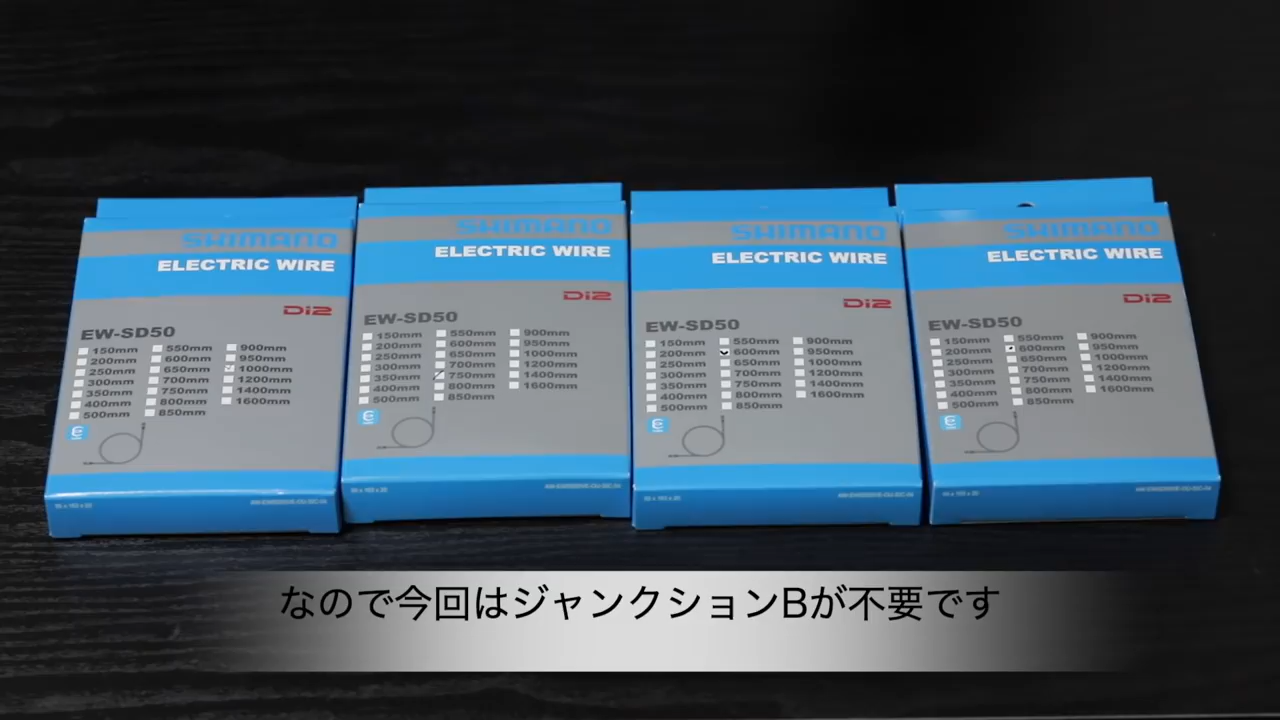 SHIMANO
ELECTRIC WIRE
Di2
EW-SD50
150mm 550mm 900mm
200mm 600mm 950mm
250mm 650mm 1000mm
300mm 700mm 1200mm
350mm 750mm 1400mm
400mm 800mm 1600mm
500mm 850mm
SHIMANO
ELECTRIC WIRE
Di2
EW-SD50
150mm 550mm 900mm
200mm 600mm 950mm
250mm 650mm 1000mm
300mm 700mm 1200mm
350mm 750mm 1400mm
400mm 800mm 1600mm
500mm 850mm
SHIMANO
ELECTRIC WIRE
Di2
EW-SD50
150mm 550mm 900mm
200mm 600mm 950mm
250mm 650mm 1000mm
300mm 700mm 1200mm
350mm 750mm 1400mm
400mm 800mm 1600mm
500mm 850mm
SHIMANO
ELECTRIC WIRE
Di2
EW-SD50
150mm 550mm 900mm
200mm 600mm 950mm
250mm 650mm 1000mm
300mm 700mm 1200mm
350mm 750mm 1400mm
400mm 800mm 1600mm
500mm 850mm
なので今回はジャンクションBが不要です